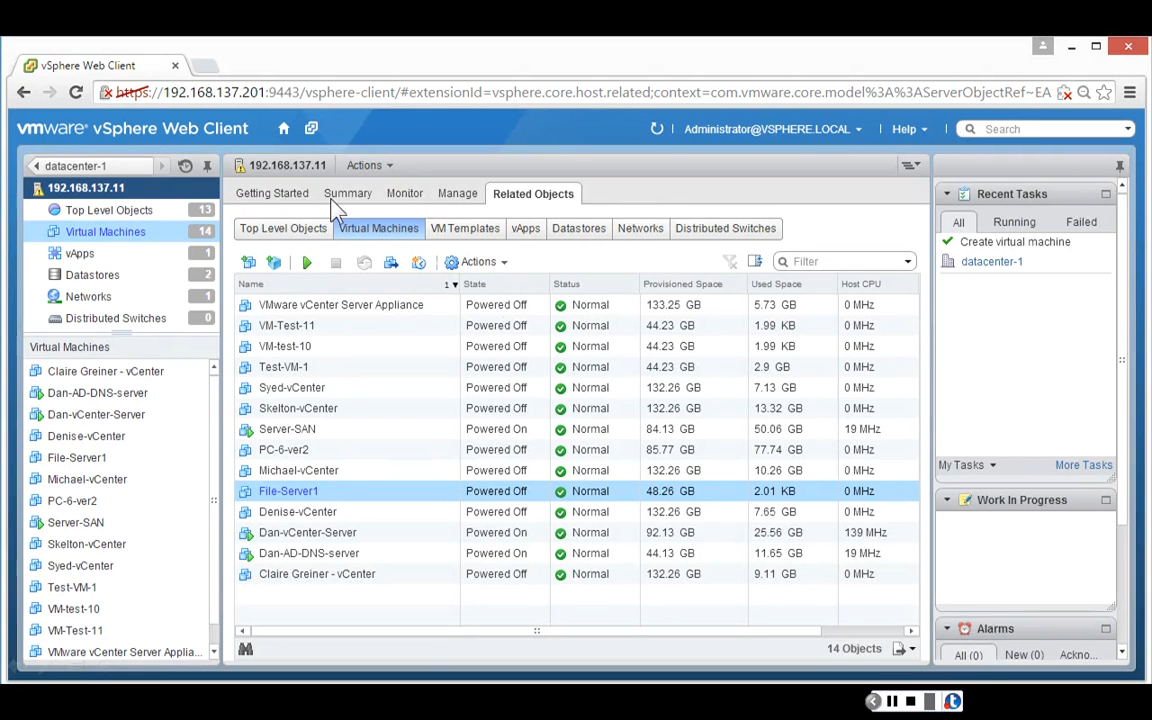 vSphere Web Client
https://192.168.137.201:9443/vsphere-client/#extensionId=vsphere.core.host.related;context=com.vmware.core.model%3A%3AServerObjectRef~EA
vmware vSphere Web Client
Administrator@VSPHERE.LOCAL
Help
Search
datacenter-1
192.168.137.11
Top Level Objects 13
Virtual Machines 14
vApps 1
Datastores 2
Networks 1
Distributed Switches 0
Virtual Machines
Claire Greiner - vCenter
Dan-AD-DNS-server
Dan-vCenter-Server
Denise-vCenter
File-Server1
Michael-vCenter
PC-6-ver2
Server-SAN
Skelton-vCenter
Syed-vCenter
Test-VM-1
VM-test-10
VM-Test-11
VMware vCenter Server Applia...
192.168.137.11 Actions
Getting Started Summary Monitor Manage Related Objects
Top Level Objects Virtual Machines VM Templates vApps Datastores Networks Distributed Switches
Actions Filter
Name 1 State Status Provisioned Space Used Space Host CPU
VMware vCenter Server Appliance Powered Off Normal 133.25 GB 5.73 GB 0 MHz
VM-Test-11 Powered Off Normal 44.23 GB 1.99 KB 0 MHz
VM-test-10 Powered Off Normal 44.23 GB 1.99 KB 0 MHz
Test-VM-1 Powered Off Normal 44.23 GB 2.9 GB 0 MHz
Syed-vCenter Powered Off Normal 132.26 GB 7.13 GB 0 MHz
Skelton-vCenter Powered Off Normal 132.26 GB 13.32 GB 0 MHz
Server-SAN Powered On Normal 84.13 GB 50.06 GB 19 MHz
PC-6-ver2 Powered Off Normal 85.77 GB 77.74 GB 0 MHz
Michael-vCenter Powered Off Normal 132.26 GB 10.26 GB 0 MHz
File-Server1 Powered Off Normal 48.26 GB 2.01 KB 0 MHz
Denise-vCenter Powered Off Normal 132.26 GB 7.65 GB 0 MHz
Dan-vCenter-Server Powered On Normal 92.13 GB 25.56 GB 139 MHz
Dan-AD-DNS-server Powered On Normal 44.13 GB 11.65 GB 19 MHz
Claire Greiner - vCenter Powered Off Normal 132.26 GB 9.11 GB 0 MHz
14 Objects
Recent Tasks
All Running Failed
Create virtual machine
datacenter-1
My Tasks More Tasks
Work In Progress
Alarms
All (0) New (0) Ackno...